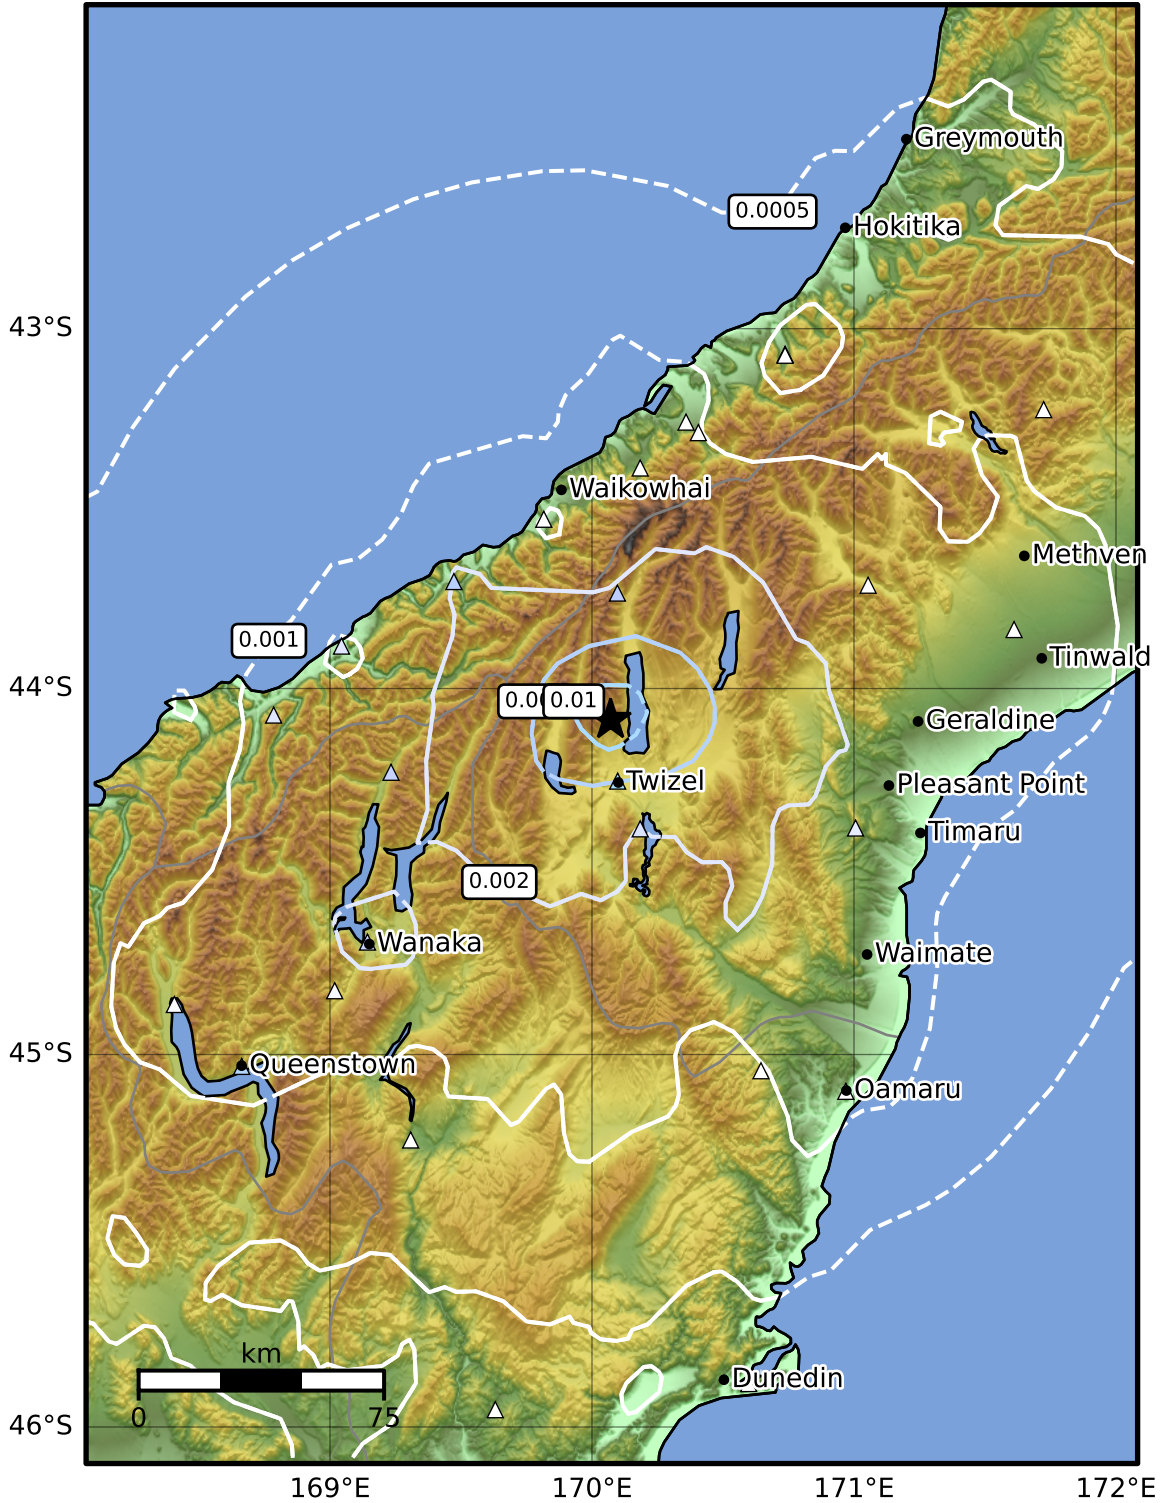 Greymouth
0.0005
Hokitika
43°S
Waikowhai
Methven
0.001
Tinwald
44°S
0.01
Geraldine
Twizel
Pleasant Point
Timaru
0.002
Wanaka
Waimate
45°S
Queenstown
Oamaru
km
0
75
Dunedin
46°S
169°E
170°E
171°E
172°E